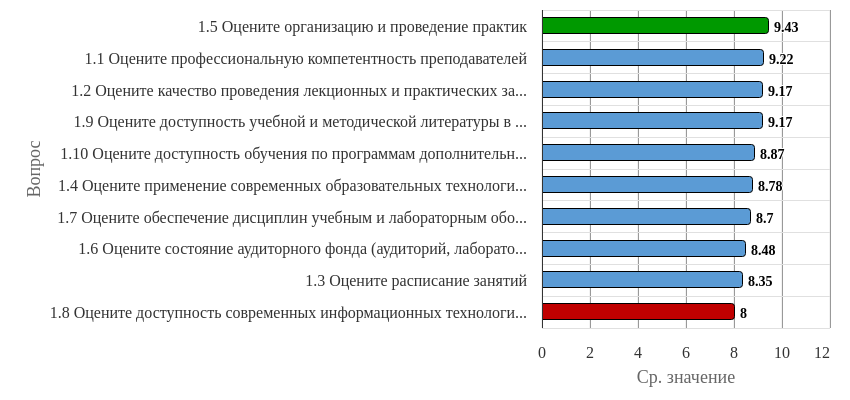 1.5 Оцените организацию и проведение практик 9.43
1.1 Оцените профессиональную компетентность преподавателей 9.22
1.2 Оцените качество проведения лекционных и практических за... 9.17
1.9 Оцените доступность учебной и методической литературы в ... 9.17
1.10 Оцените доступность обучения по программам дополнительн... 8.87
1.4 Оцените применение современных образовательных технологи... 8.78
1.7 Оцените обеспечение дисциплин учебным и лабораторным обо... 8.7
1.6 Оцените состояние аудиторного фонда (аудиторий, лаборато... 8.48
1.3 Оцените расписание занятий 8.35
1.8 Оцените доступность современных информационных технологи... 8
Вопрос
0 2 4 6 8 10 12
Ср. значение